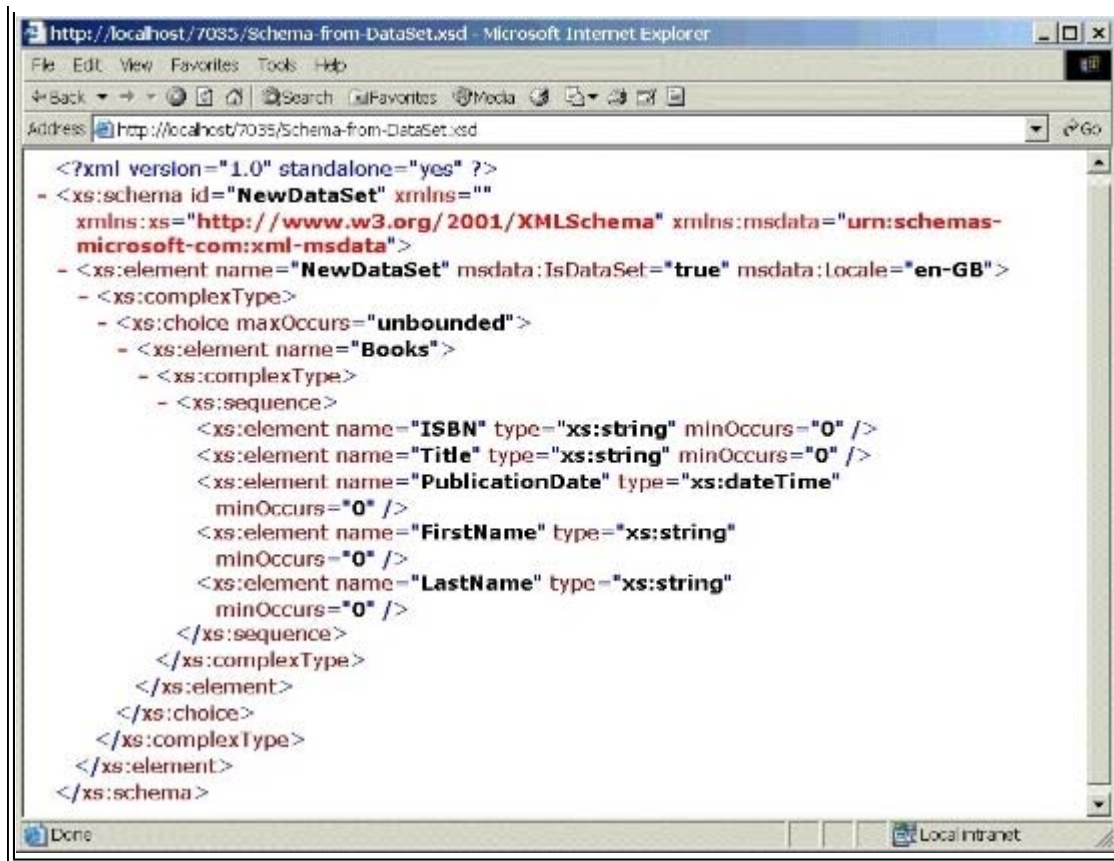 http://localhost/7035/Schema-from-DataSet.xsd - Microsoft Internet Explorer
File Edit View Favorites Tools Help
Back Search Favorites Media
Address http://localhost/7035/Schema-from-DataSet.xsd Go
<?xml version="1.0" standalone="yes" ?>
- <xs:schema id="NewDataSet" xmlns=""
xmlns:xs="http://www.w3.org/2001/XMLSchema" xmlns:msdata="urn:schemas-
microsoft-com:xml-msdata">
- <xs:element name="NewDataSet" msdata:IsDataSet="true" msdata:Locale="en-GB">
- <xs:complexType>
- <xs:choice maxOccurs="unbounded">
- <xs:element name="Books">
- <xs:complexType>
- <xs:sequence>
<xs:element name="ISBN" type="xs:string" minOccurs="0" />
<xs:element name="Title" type="xs:string" minOccurs="0" />
<xs:element name="PublicationDate" type="xs:dateTime"
minOccurs="0" />
<xs:element name="FirstName" type="xs:string"
minOccurs="0" />
<xs:element name="LastName" type="xs:string"
minOccurs="0" />
</xs:sequence>
</xs:complexType>
</xs:element>
</xs:choice>
</xs:complexType>
</xs:element>
</xs:schema>
Done Local intranet